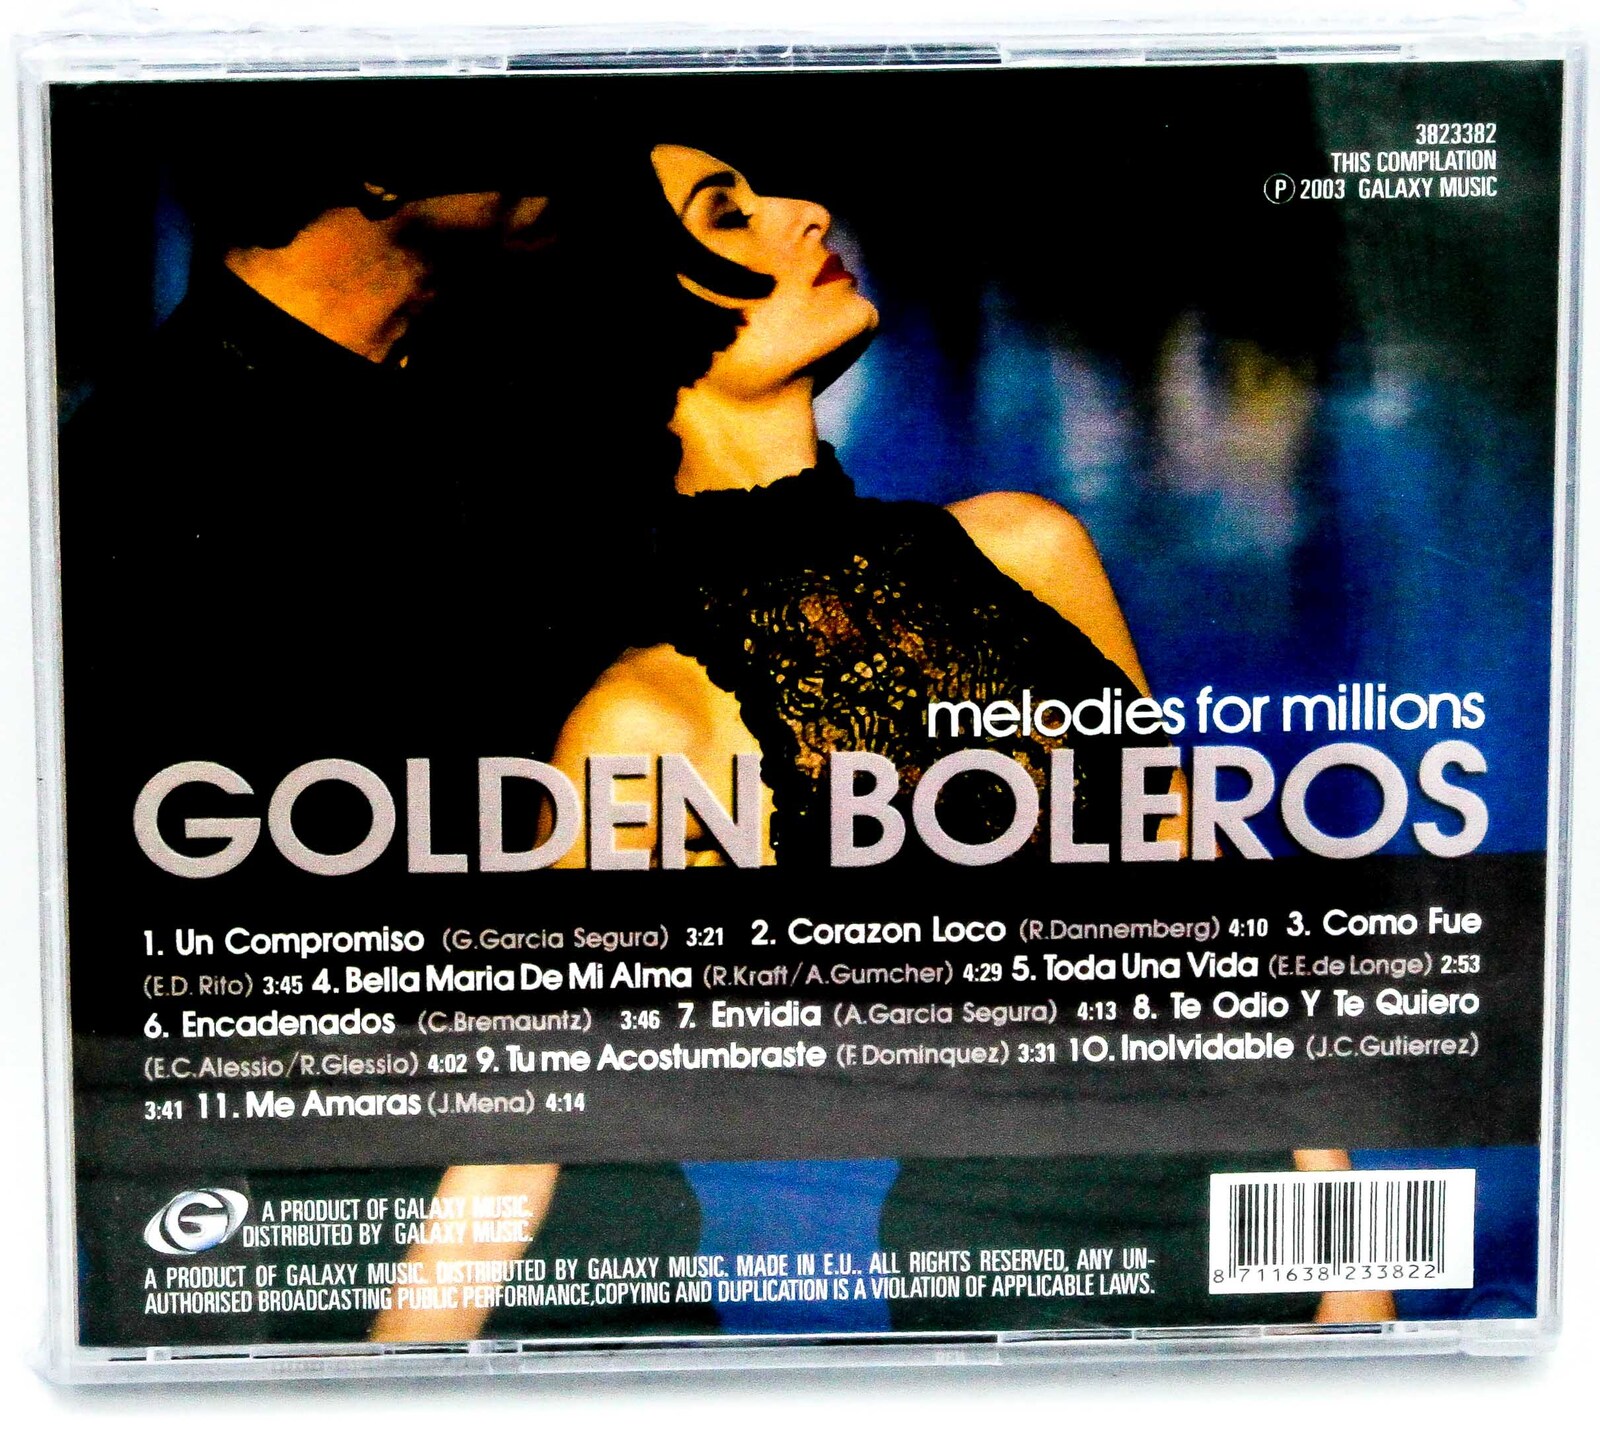 3823382
THIS COMPILATION
Ⓟ 2003 GALAXY MUSIC
melodies for millions
GOLDEN BOLEROS
1. Un Compromiso (G.Garcia Segura) 3:21 2. Corazon Loco (R.Dannemberg) 4:10 3. Como Fue
(E.D. Rito) 3:45 4. Bella Maria De Mi Alma (R.Kraft/A.Gumcher) 4:29 5. Toda Una Vida (E.E.de Longe) 2:53
6. Encadenados (C.Bremauntz) 3:46 7. Envidia (A.Garcia Segura) 4:13 8. Te Odio Y Te Quiero
(E.C.Alessio/R.Glessio) 4:02 9. Tu me Acostumbraste (F.Dominquez) 3:31 10. Inolvidable (J.C.Gutierrez)
3:41 11. Me Amaras (J.Mena) 4:14
G A PRODUCT OF GALAXY MUSIC.
DISTRIBUTED BY GALAXY MUSIC.
A PRODUCT OF GALAXY MUSIC. DISTRIBUTED BY GALAXY MUSIC. MADE IN E.U.. ALL RIGHTS RESERVED, ANY UN-
AUTHORISED BROADCASTING PUBLIC PERFORMANCE,COPYING AND DUPLICATION IS A VIOLATION OF APPLICABLE LAWS.
8 711638 233822